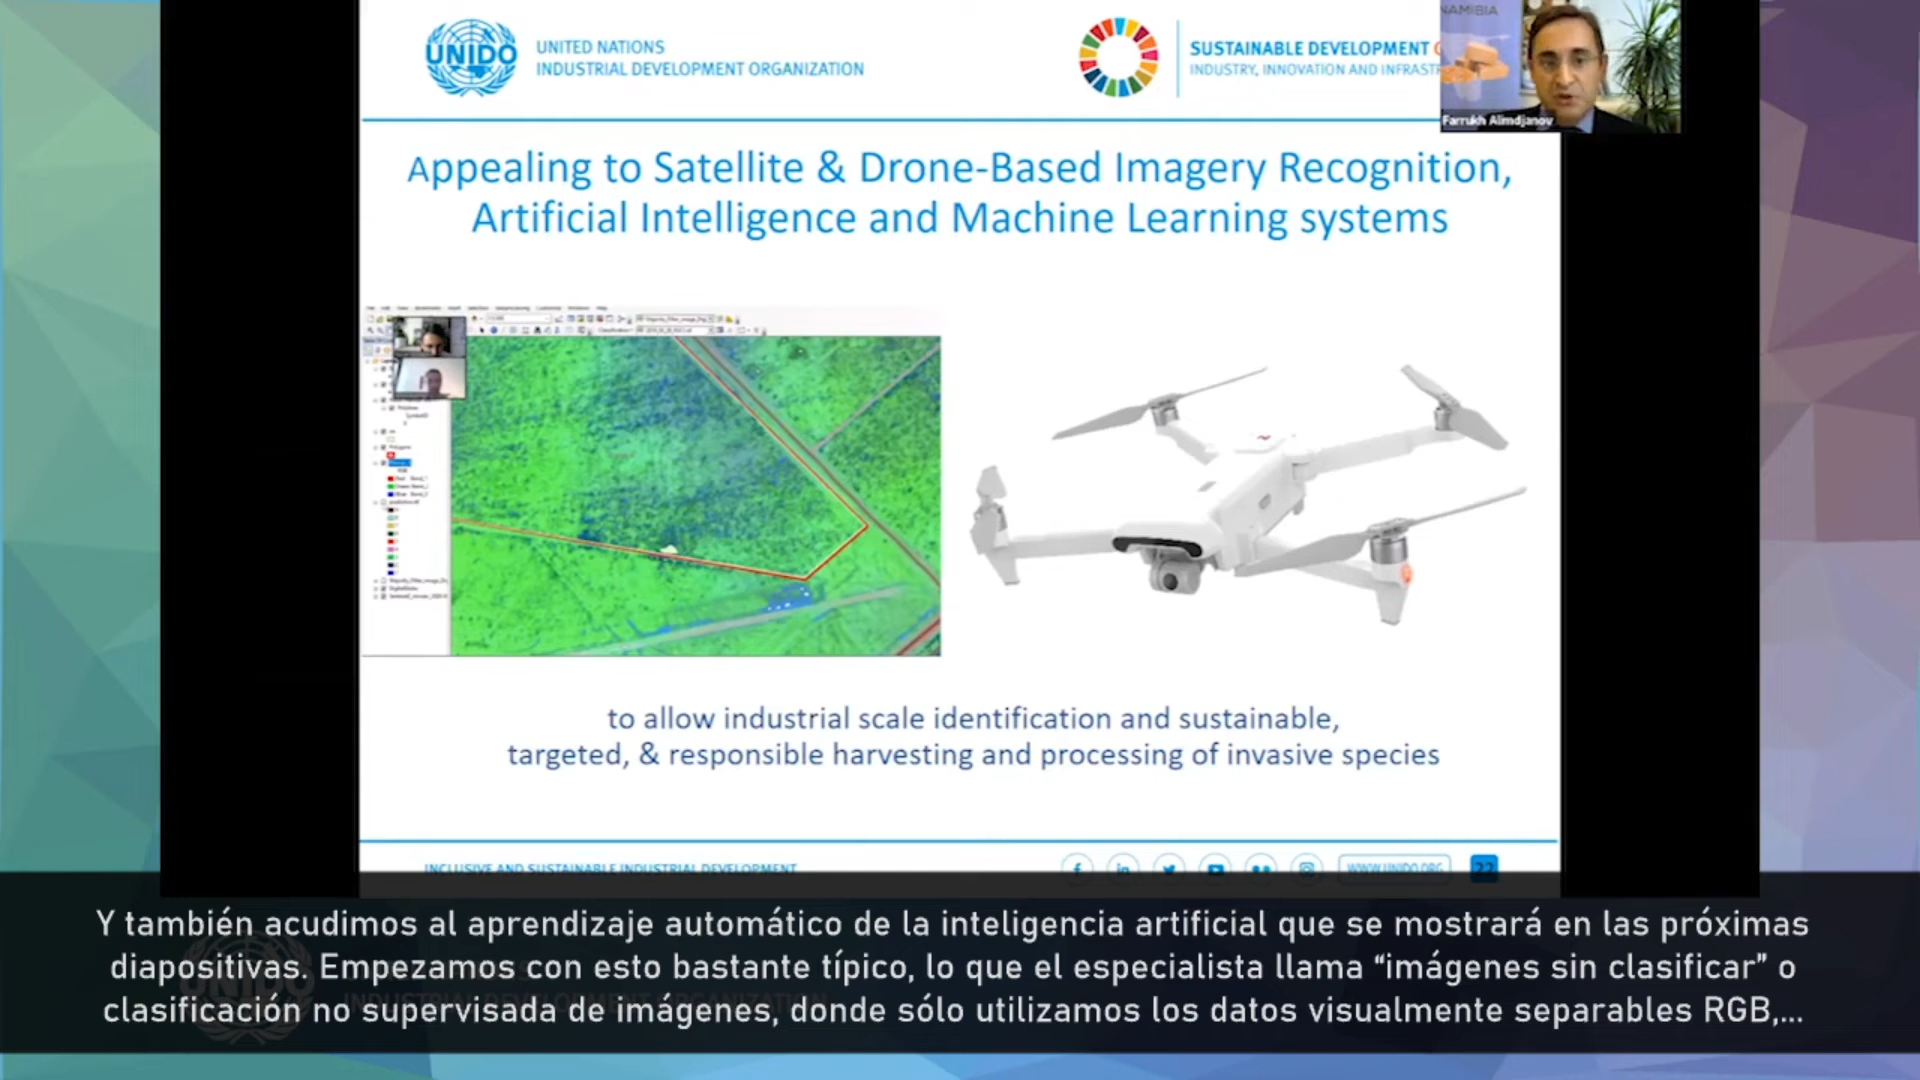 UNIDO
UNITED NATIONS
INDUSTRIAL DEVELOPMENT ORGANIZATION
SUSTAINABLE DEVELOPMENT
INDUSTRY, INNOVATION AND INFRAST
NAMIBIA
Farrukh Alimdjanov
Appealing to Satellite & Drone-Based Imagery Recognition,
Artificial Intelligence and Machine Learning systems
to allow industrial scale identification and sustainable,
targeted, & responsible harvesting and processing of invasive species
INCLUSIVE AND SUSTAINABLE INDUSTRIAL DEVELOPMENT
WWW.UNIDO.ORG
22
Y también acudimos al aprendizaje automático de la inteligencia artificial que se mostrará en las próximas
diapositivas. Empezamos con esto bastante típico, lo que el especialista llama “imágenes sin clasificar” o
clasificación no supervisada de imágenes, donde sólo utilizamos los datos visualmente separables RGB,...